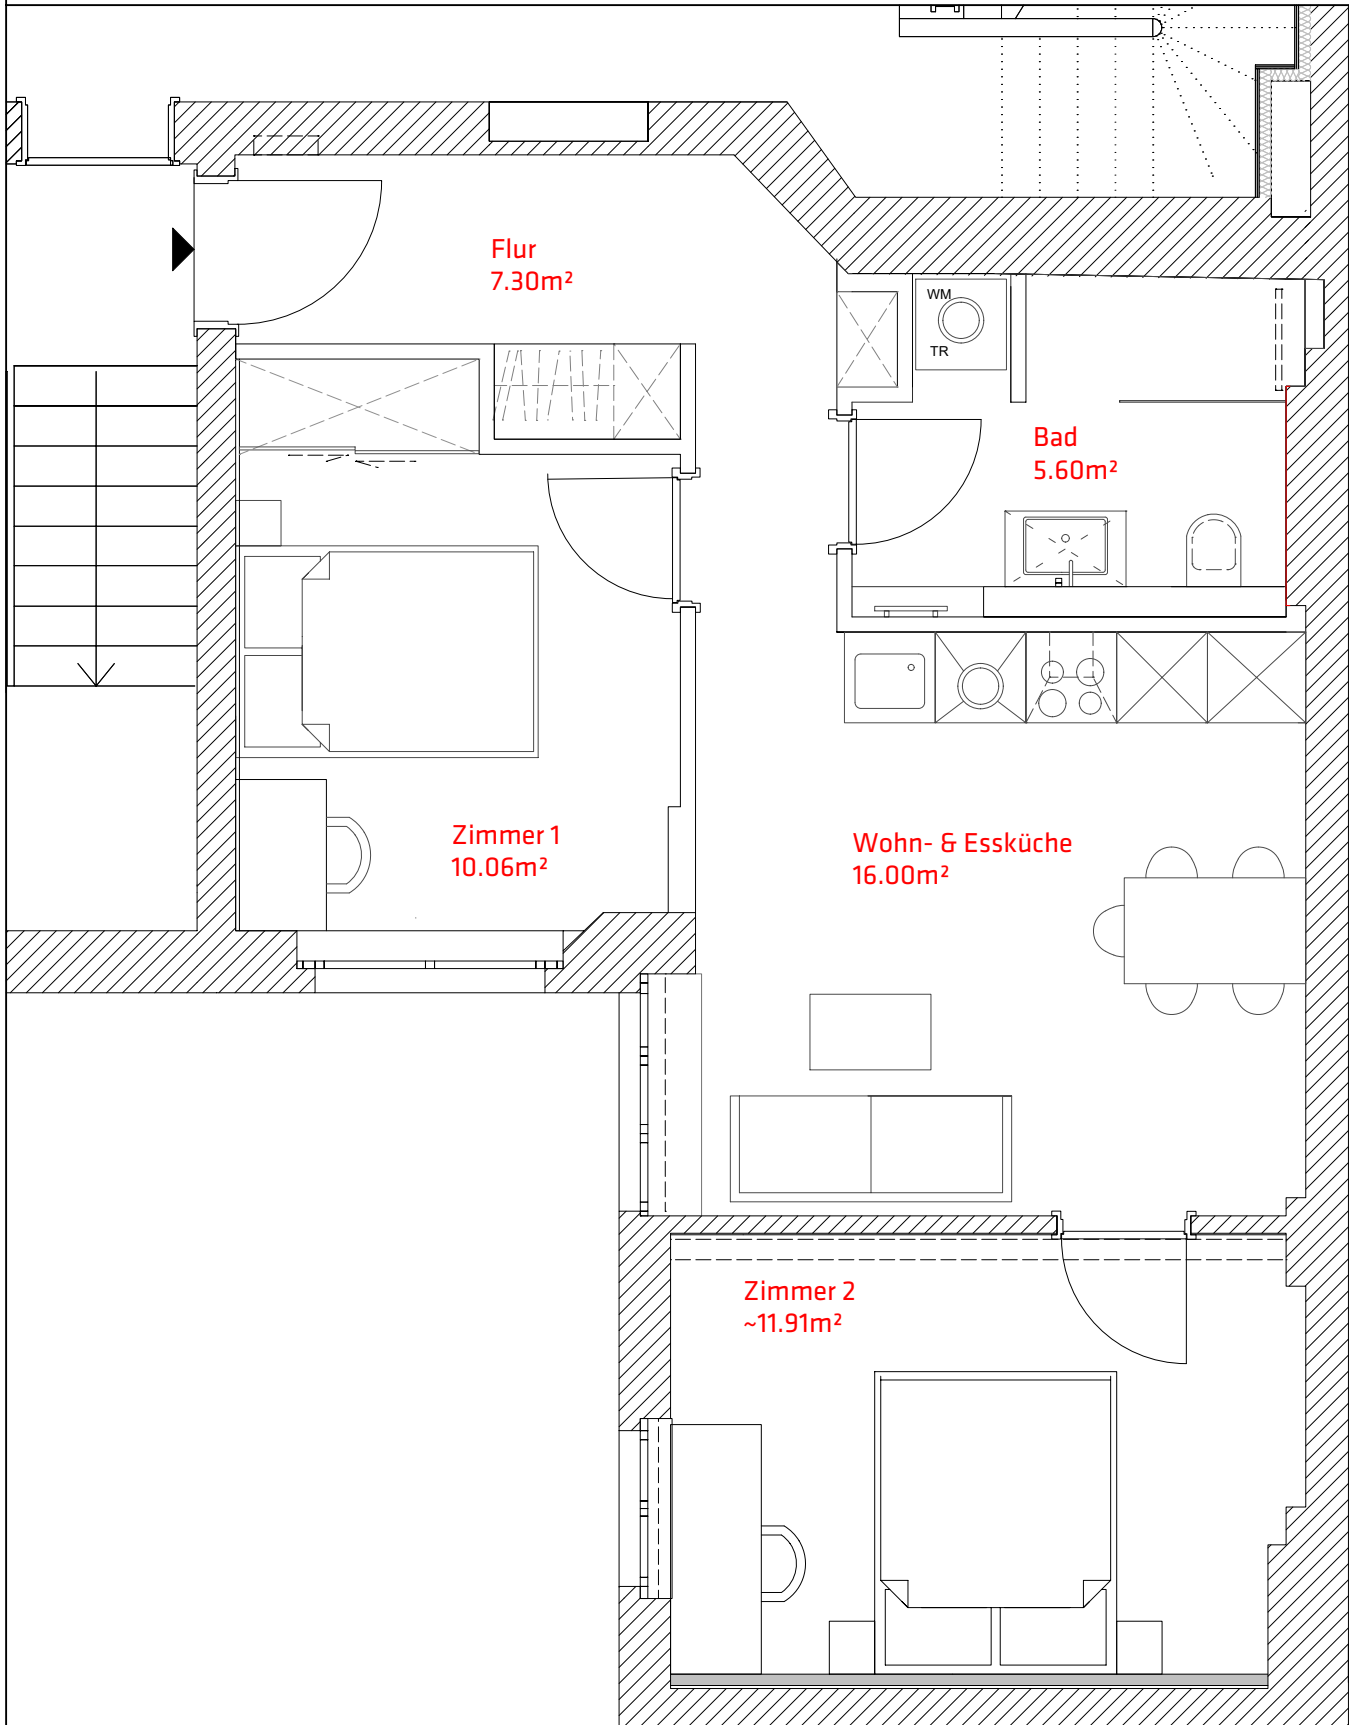 Flur
7.30m²
WM
TR
Bad
5.60m²
Zimmer 1
10.06m²
Wohn- & Essküche
16.00m²
Zimmer 2
~11.91m²